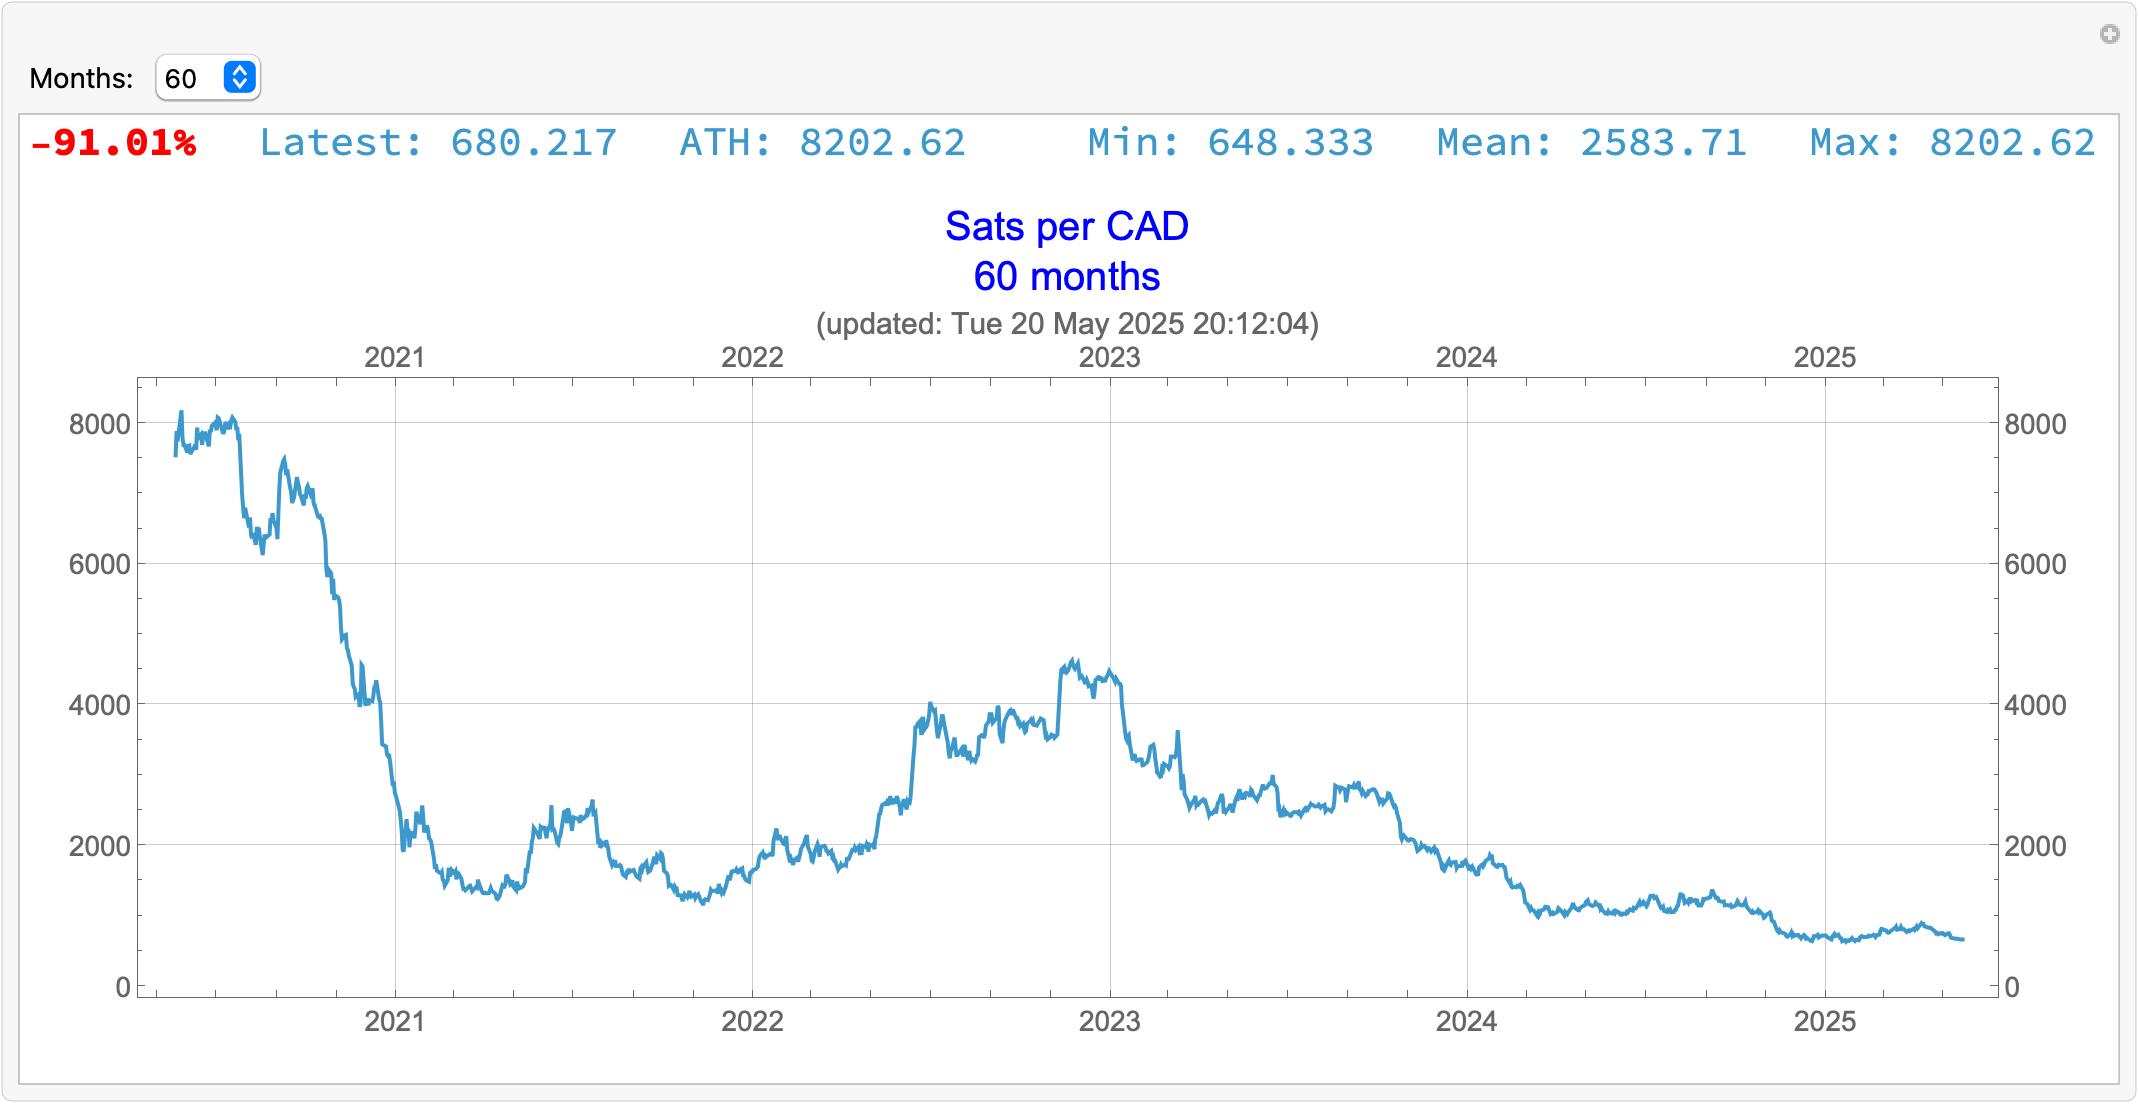 Months: 60
-91.01% Latest: 680.217 ATH: 8202.62 Min: 648.333 Mean: 2583.71 Max: 8202.62
Sats per CAD
60 months
(updated: Tue 20 May 2025 20:12:04)
2021 2022 2023 2024 2025
8000 8000
6000 6000
4000 4000
2000 2000
0 0
2021 2022 2023 2024 2025